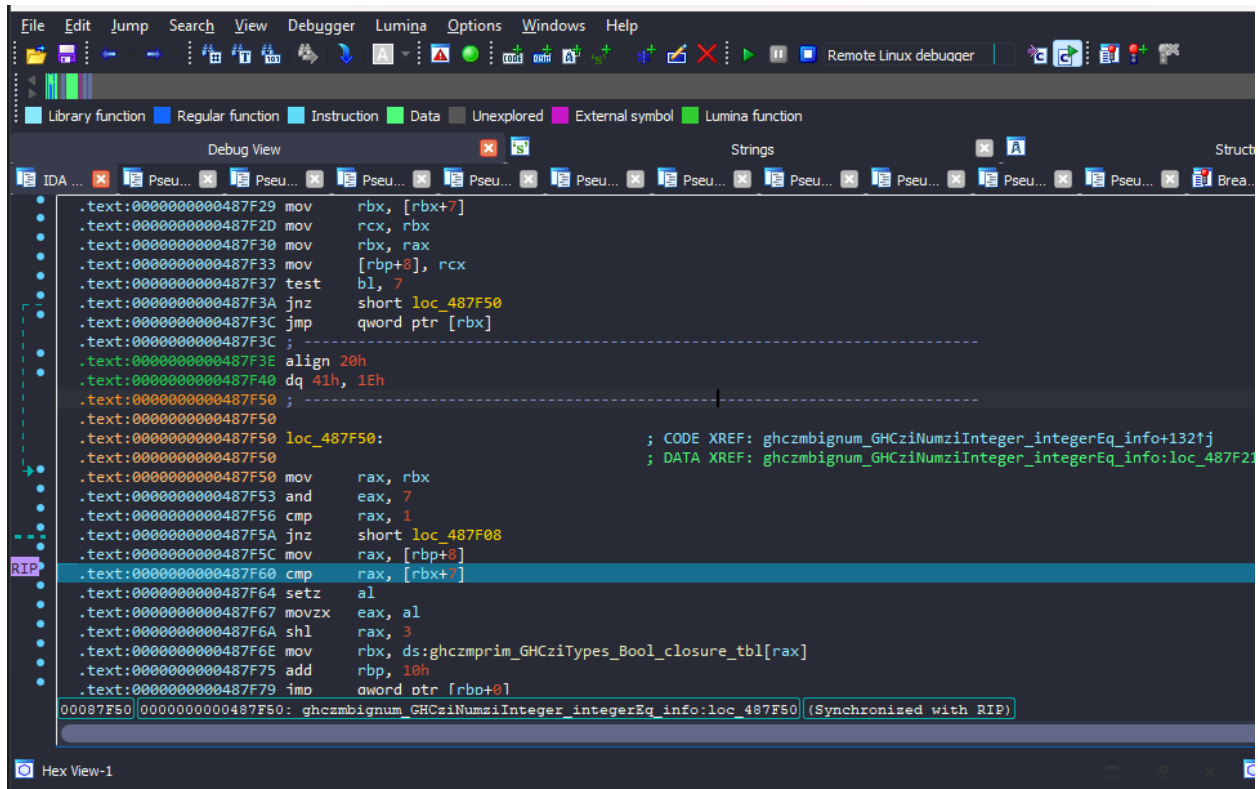 File Edit Jump Search View Debugger Lumina Options Windows Help
Remote Linux debugger
Library function Regular function Instruction Data Unexplored External symbol Lumina function
Debug View Strings Struct
IDA ... Pseu... Pseu... Pseu... Pseu... Pseu... Pseu... Pseu... Pseu... Pseu... Pseu... Brea...
.text:0000000000487F29 mov rbx, [rbx+7]
.text:0000000000487F2D mov rcx, rbx
.text:0000000000487F30 mov rbx, rax
.text:0000000000487F33 mov [rbp+8], rcx
.text:0000000000487F37 test bl, 7
.text:0000000000487F3A jnz short loc_487F50
.text:0000000000487F3C jmp qword ptr [rbx]
.text:0000000000487F3C ; ---------------------------------------------------------------------------
.text:0000000000487F3E align 20h
.text:0000000000487F40 dq 41h, 1Eh
.text:0000000000487F50 ; ---------------------------------------------------------------------------
.text:0000000000487F50
.text:0000000000487F50 loc_487F50: ; CODE XREF: ghczmbignum_GHCziNumziInteger_integerEq_info+132↑j
.text:0000000000487F50 ; DATA XREF: ghczmbignum_GHCziNumziInteger_integerEq_info:loc_487F21
.text:0000000000487F50 mov rax, rbx
.text:0000000000487F53 and eax, 7
.text:0000000000487F56 cmp rax, 1
.text:0000000000487F5A jnz short loc_487F08
.text:0000000000487F5C mov rax, [rbp+8]
RIP .text:0000000000487F60 cmp rax, [rbx+7]
.text:0000000000487F64 setz al
.text:0000000000487F67 movzx eax, al
.text:0000000000487F6A shl rax, 3
.text:0000000000487F6E mov rbx, ds:ghczmprim_GHCziTypes_Bool_closure_tbl[rax]
.text:0000000000487F75 add rbp, 10h
.text:0000000000487F79 jmp qword ptr [rbp+0]
00087F50 0000000000487F50: ghczmbignum_GHCziNumziInteger_integerEq_info:loc_487F50 (Synchronized with RIP)
Hex View-1